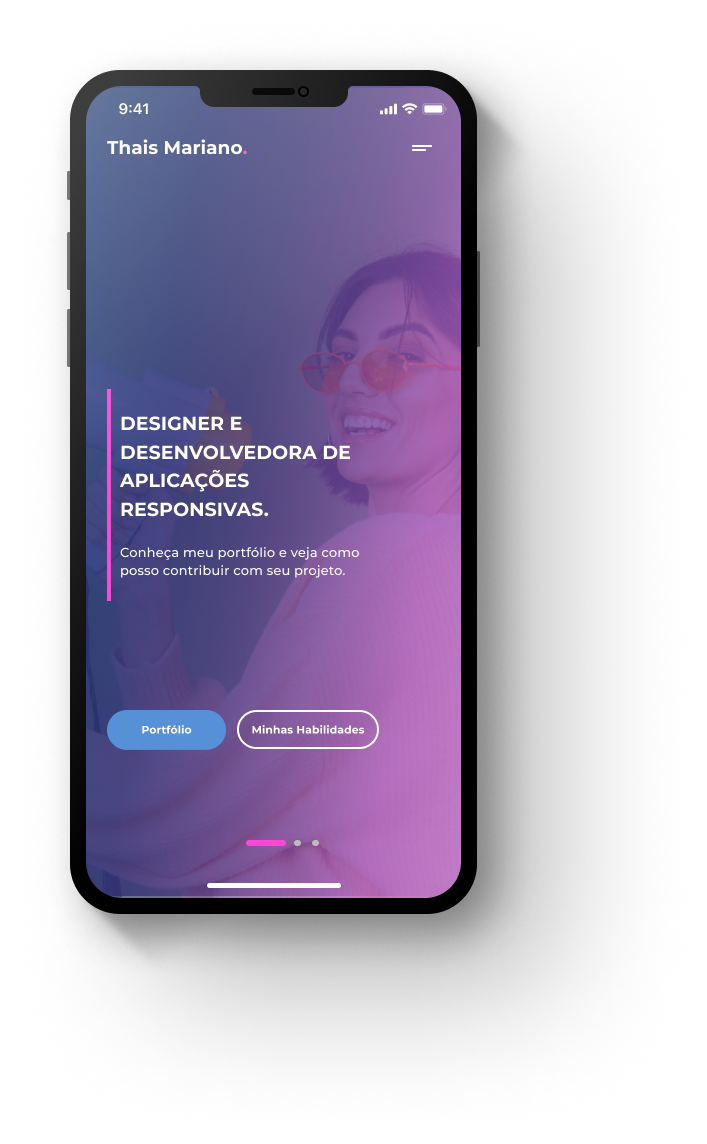 9:41
Thais Mariano.
DESIGNER E
DESENVOLVEDORA DE
APLICAÇÕES
RESPONSIVAS.
Conheça meu portfólio e veja como
posso contribuir com seu projeto.
Portfólio
Minhas Habilidades